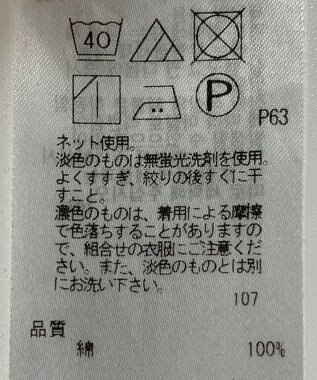 40
P
P63
ネット使用。
淡色のものは無蛍光洗剤を使用。
よくすすぎ、絞りの後すぐに干
すこと。
濃色のものは、着用による摩擦
で色落ちすることがありますの
で、組合せの衣服にご注意くだ
さい。また、淡色のものとは別
にお洗い下さい。
107
品質
綿 100%